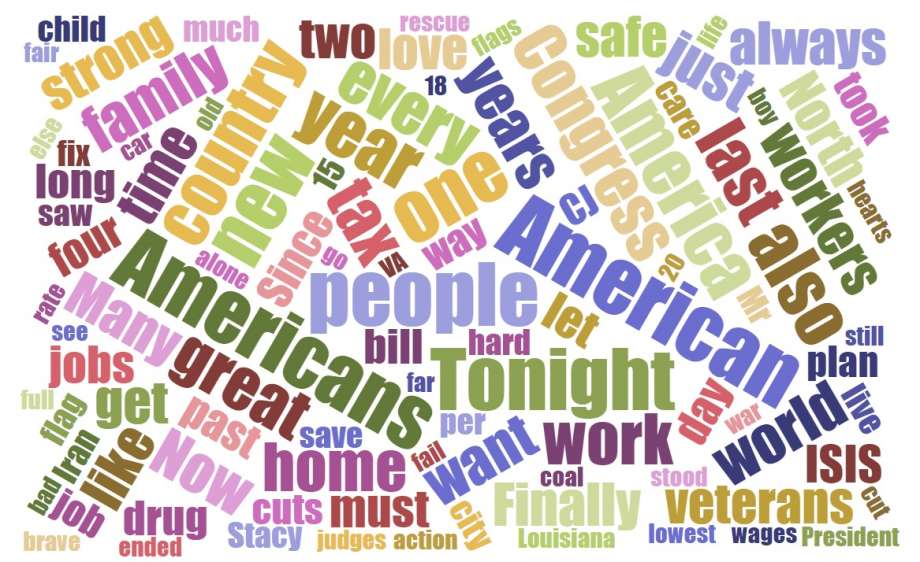 child
fair
strong
much
rescue
two
love
flags
safe
life
always
just
family
car
old
country
every
18
years
Congress
America
care
boy
North
took
else
fix
long
saw
time
new
year
15
one
tax
since
go
VA
way
CJ
last
workers
hearts
also
20
Mr
four
alone
Americans
people
American
let
rate
Many
see
jobs
great
bill
hard
far
Tonight
still
plan
full
get
flag
past
save
per
day
war
world
live
bad
Iran
like
Now
home
fail
want
work
coal
ISIS
job
drug
cuts
must
city
Finally
stood
veterans
cut
brave
ended
Stacy
judges
action
Louisiana
lowest
wages
President